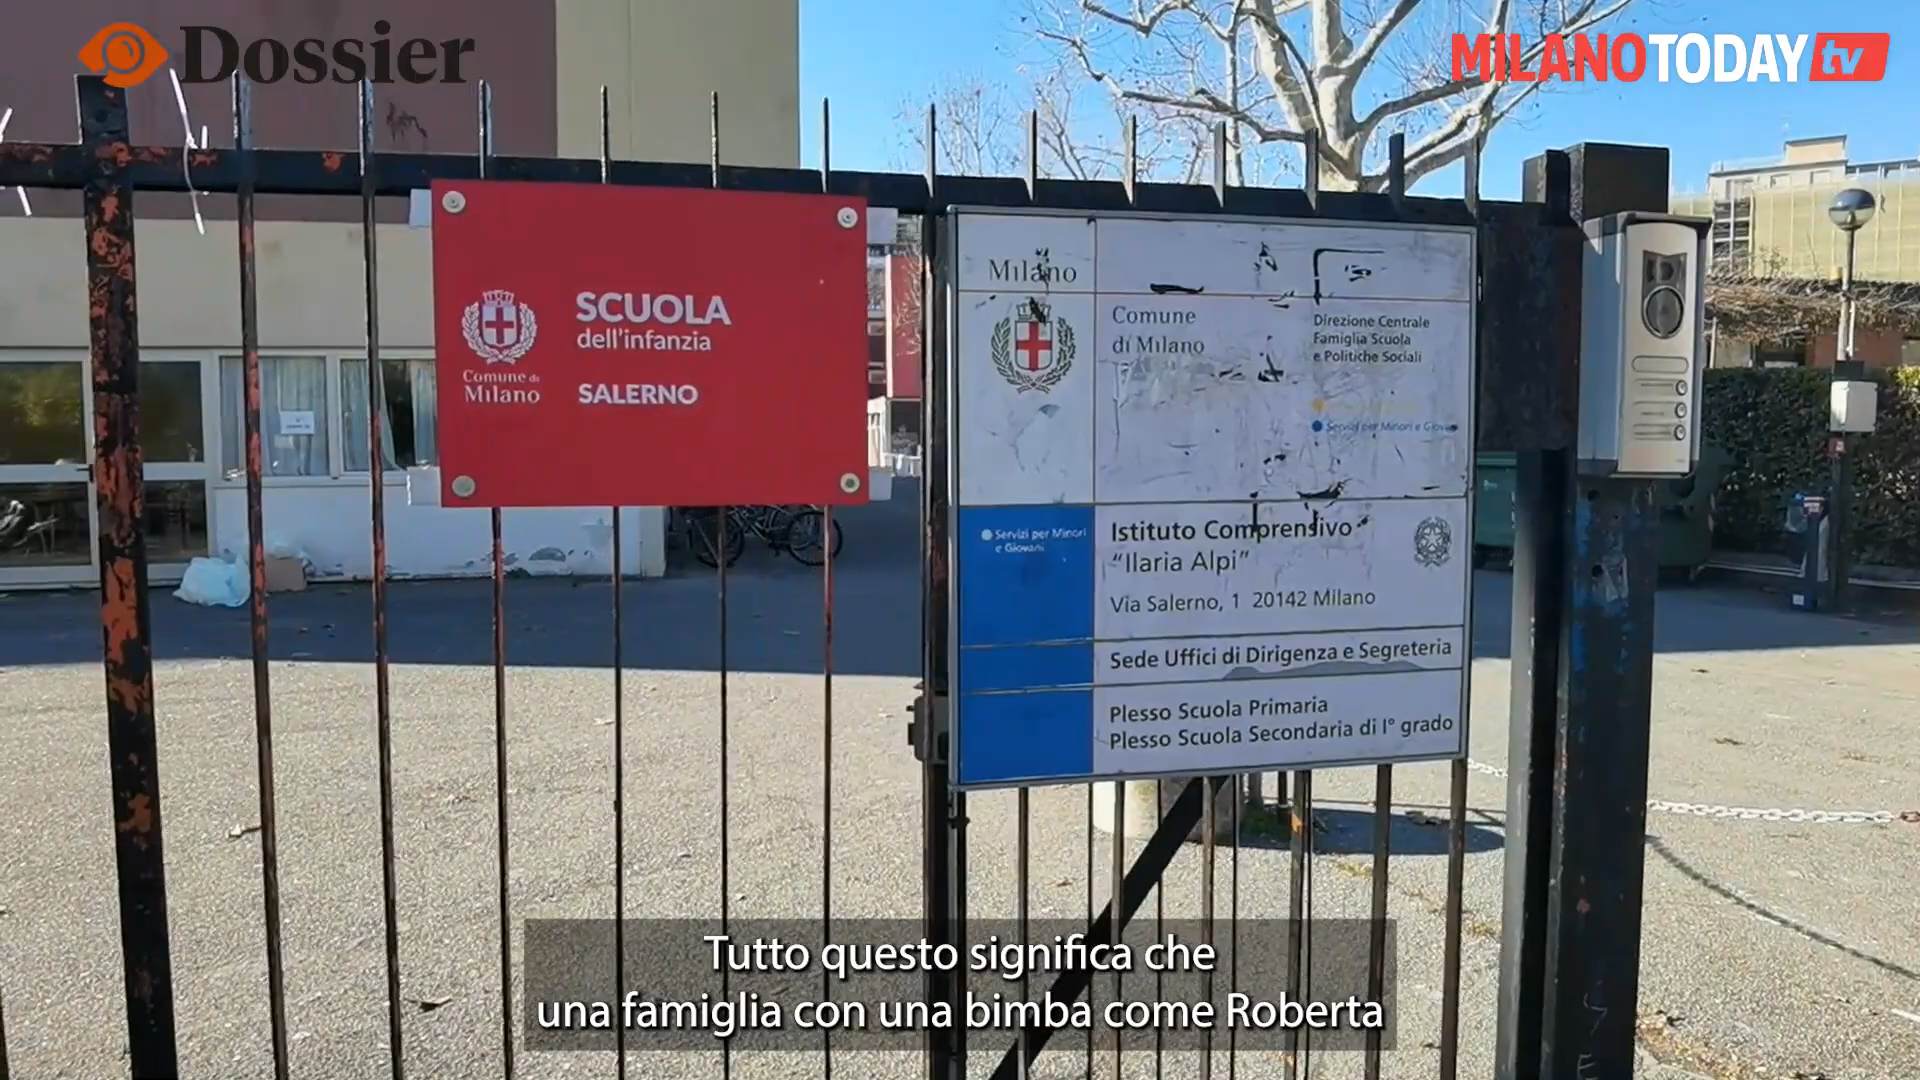 Dossier
MILANOTODAY tv
SCUOLA
dell'infanzia
SALERNO
Comune di
Milano
Milano
Comune
di Milano
Direzione Centrale
Famiglia Scuola
e Politiche Sociali
Servizi per Minori e Giovani
Servizi per Minori
e Giovani
Istituto Comprensivo
"Ilaria Alpi"
Via Salerno, 1 20142 Milano
Sede Uffici di Dirigenza e Segreteria
Plesso Scuola Primaria
Plesso Scuola Secondaria di I° grado
Tutto questo significa che
una famiglia con una bimba come Roberta